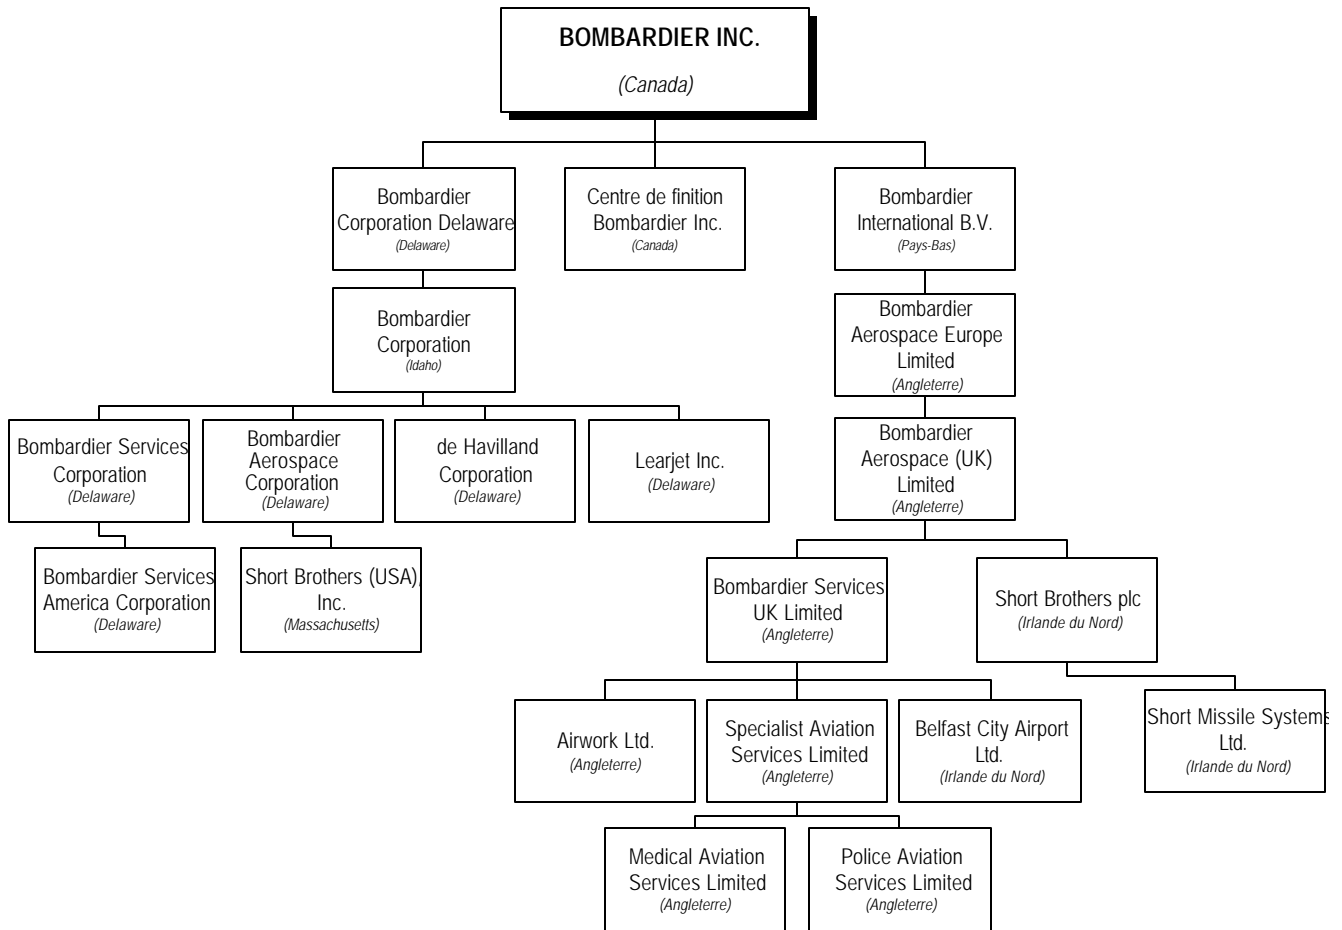 BOMBARDIER INC.
(Canada)
Bombardier
Corporation Delaware
(Delaware)
Centre de finition
Bombardier Inc.
(Canada)
Bombardier
International B.V.
(Pays-Bas)
Bombardier
Corporation
(Idaho)
Bombardier
Aerospace Europe
Limited
(Angleterre)
Bombardier Services
Corporation
(Delaware)
Bombardier
Aerospace
Corporation
(Delaware)
de Havilland
Corporation
(Delaware)
Learjet Inc.
(Delaware)
Bombardier
Aerospace (UK)
Limited
(Angleterre)
Bombardier Services
America Corporation
(Delaware)
Short Brothers (USA),
Inc.
(Massachusetts)
Bombardier Services
UK Limited
(Angleterre)
Short Brothers plc
(Irlande du Nord)
Airwork Ltd.
(Angleterre)
Specialist Aviation
Services Limited
(Angleterre)
Belfast City Airport
Ltd.
(Irlande du Nord)
Short Missile Systems
Ltd.
(Irlande du Nord)
Medical Aviation
Services Limited
(Angleterre)
Police Aviation
Services Limited
(Angleterre)